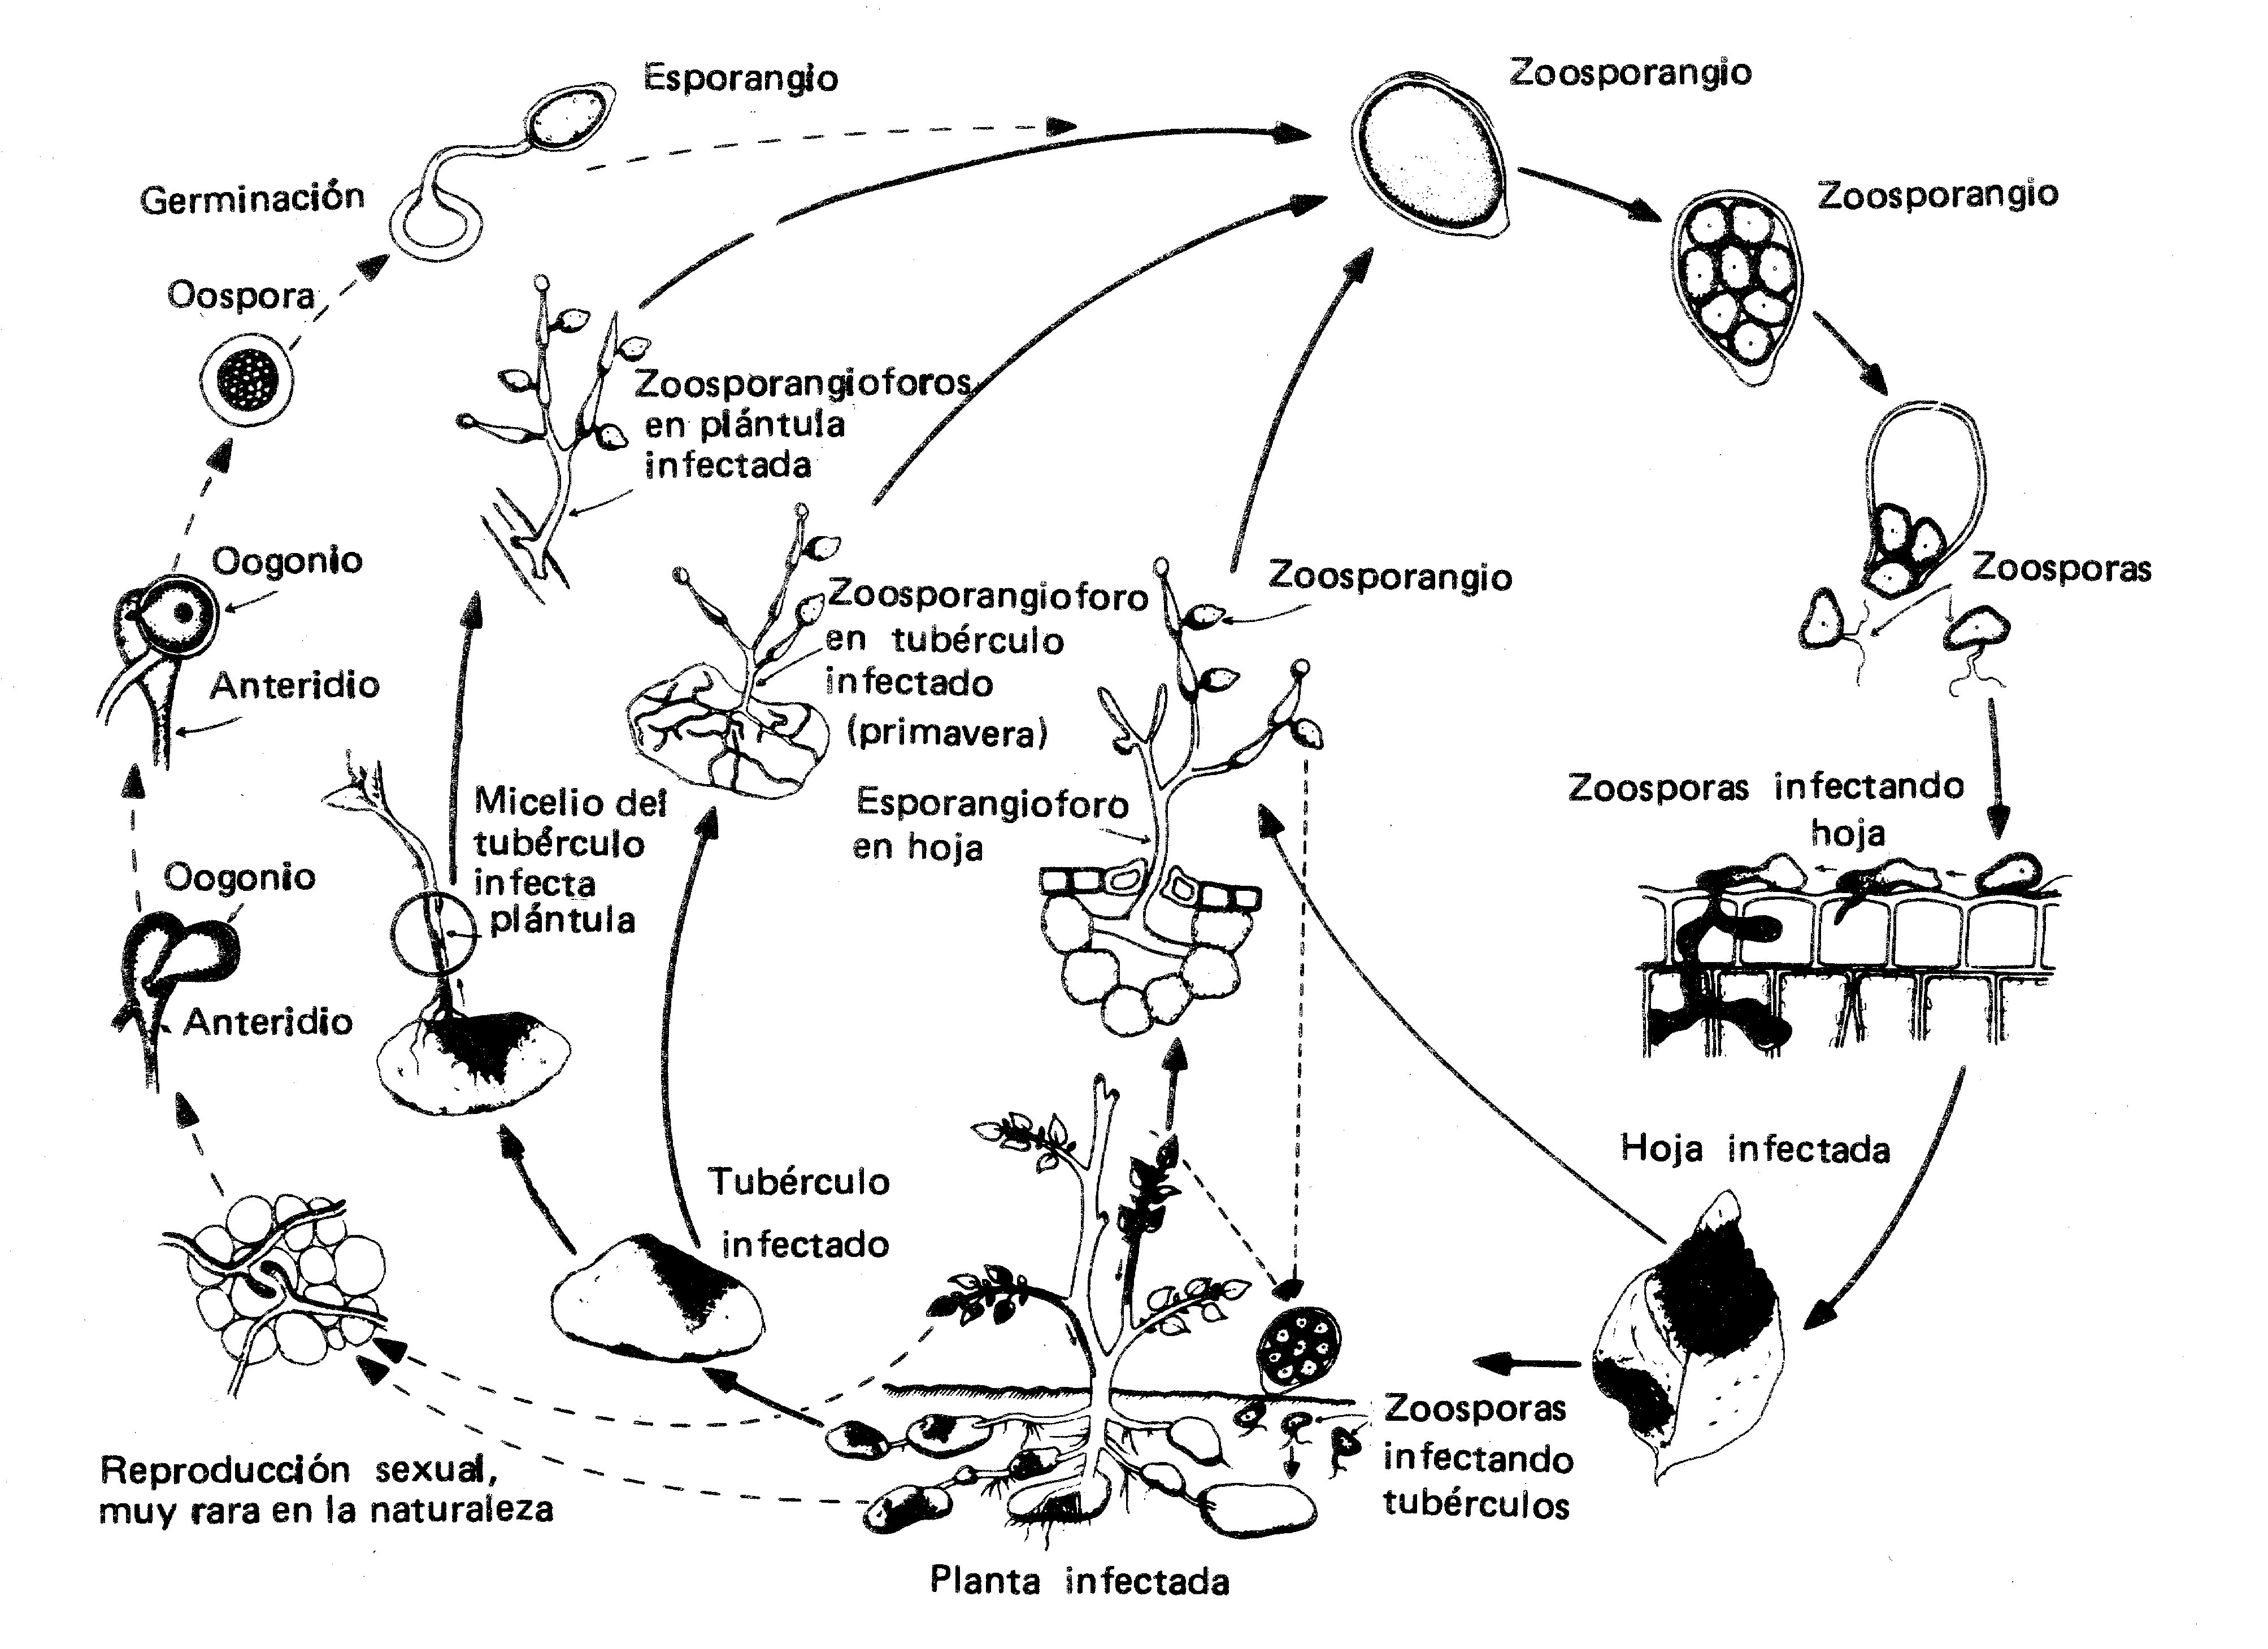 Esporangio
Zoosporangio
Germinación
Zoosporangio
Oospora
Zoosporangioforos
en plántula
infectada
Oogonio
Zoosporangioforo
en tubérculo
infectado
(primavera)
Zoosporangio
Zoosporas
Anteridio
Micelio del
tubérculo
infecta
plántula
Esporangioforo
en hoja
Zoosporas infectando
hoja
Oogonio
Anteridio
Tubérculo
infectado
Hoja infectada
Zoosporas
infectando
tubérculos
Reproducción sexual,
muy rara en la naturaleza
Planta infectada